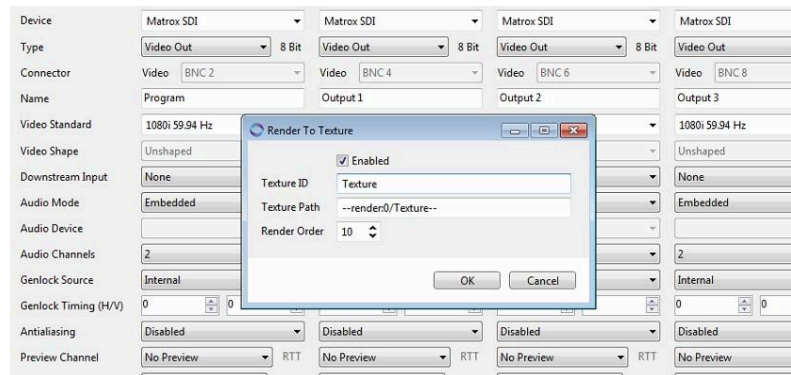 Device Matrox SDI Matrox SDI Matrox SDI Matrox SDI
Type Video Out 8 Bit Video Out 8 Bit Video Out 8 Bit Video Out
Connector Video BNC 2 Video BNC 4 Video BNC 6 Video BNC 8
Name Program Output 1 Output 2 Output 3
Video Standard 1080i 59.94 Hz 1080i 59.94 Hz
Render To Texture
Video Shape Unshaped Unshaped
Enabled
Downstream Input None None
Texture ID Texture
Audio Mode Embedded Embedded
Texture Path --render:0/Texture--
Audio Device
Render Order 10
Audio Channels 2 2
Genlock Source Internal Internal
OK Cancel
Genlock Timing (H/V) 0 0 0 0
Antialiasing Disabled Disabled Disabled Disabled
Preview Channel No Preview RTT No Preview RTT No Preview RTT No Preview